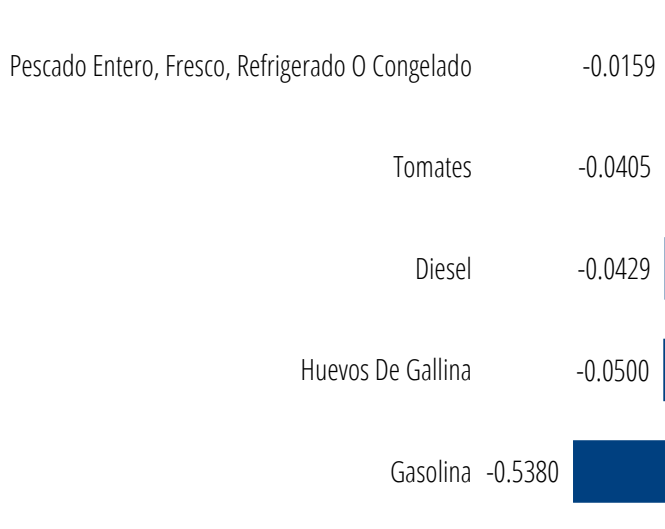 Pescado Entero, Fresco, Refrigerado O Congelado -0.0159
Tomates -0.0405
Diesel -0.0429
Huevos De Gallina -0.0500
Gasolina -0.5380